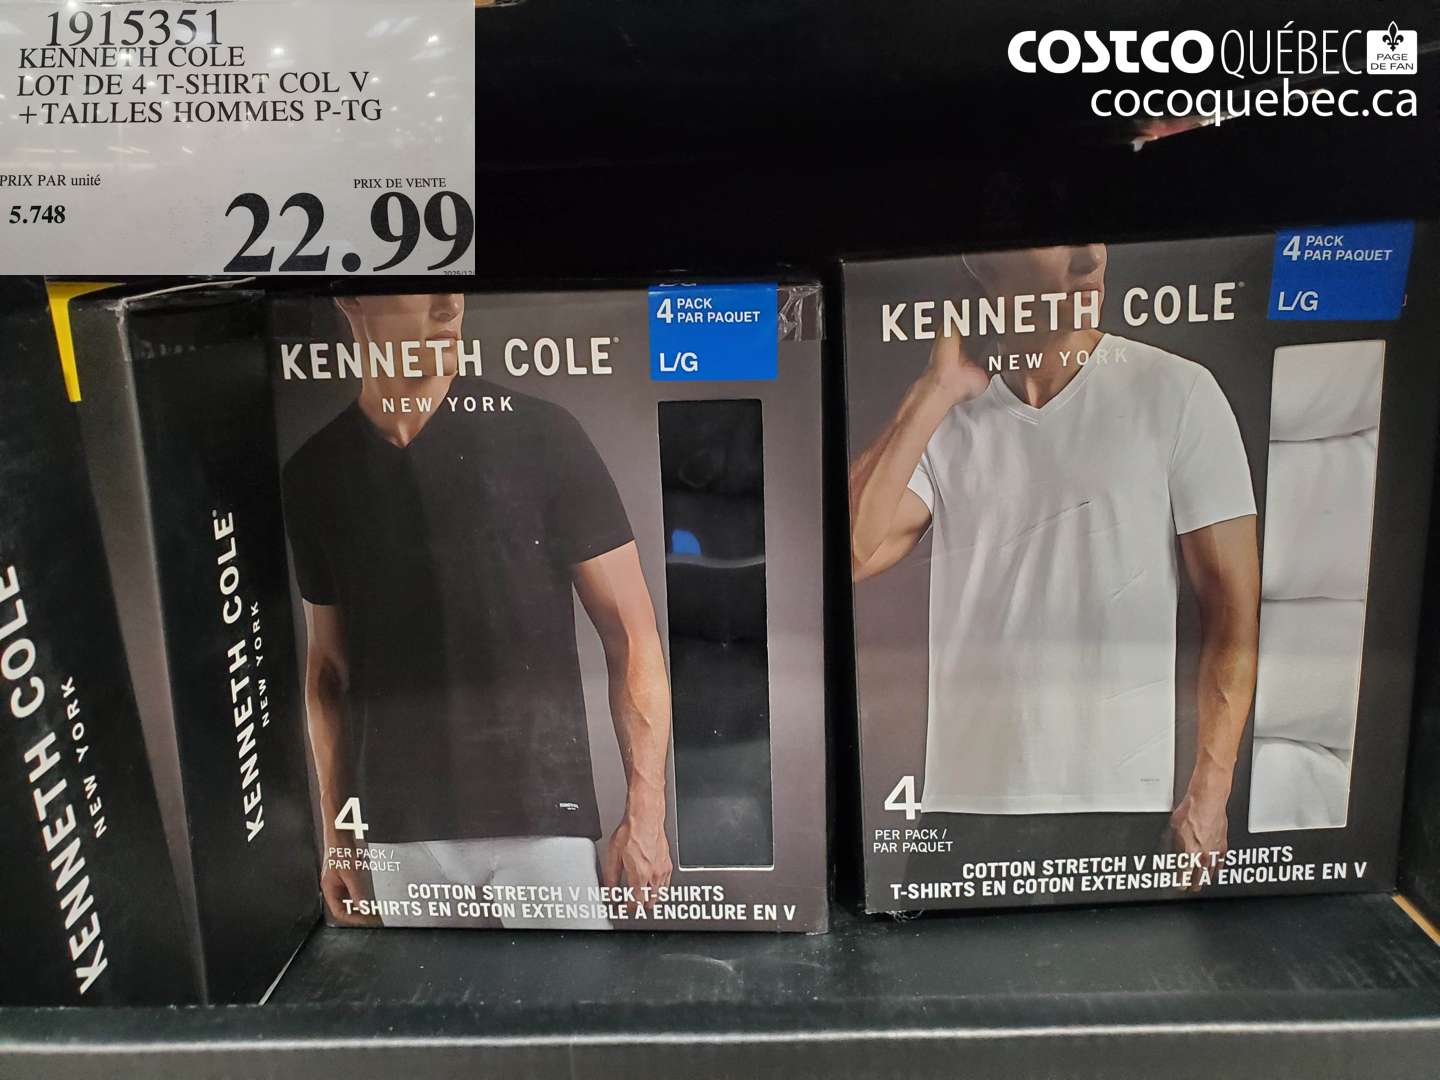 1915351
KENNETH COLE
LOT DE 4 T-SHIRT COL V
+TAILLES HOMMES P-TG
PRIX PAR unité
5.748
PRIX DE VENTE
22.99
COSTCO QUÉBEC
PAGE
DE FAN
cocoquebec.ca
KENNETH COLE
NEW YORK
KENNETH COLE
NEW YORK
4 PACK
PAR PAQUET
L/G
KENNETH COLE
NEW YORK
4
PER PACK /
PAR PAQUET
COTTON STRETCH V NECK T-SHIRTS
T-SHIRTS EN COTON EXTENSIBLE À ENCOLURE EN V
4 PACK
PAR PAQUET
L/G
KENNETH COLE
NEW YORK
4
PER PACK /
PAR PAQUET
COTTON STRETCH V NECK T-SHIRTS
T-SHIRTS EN COTON EXTENSIBLE À ENCOLURE EN V